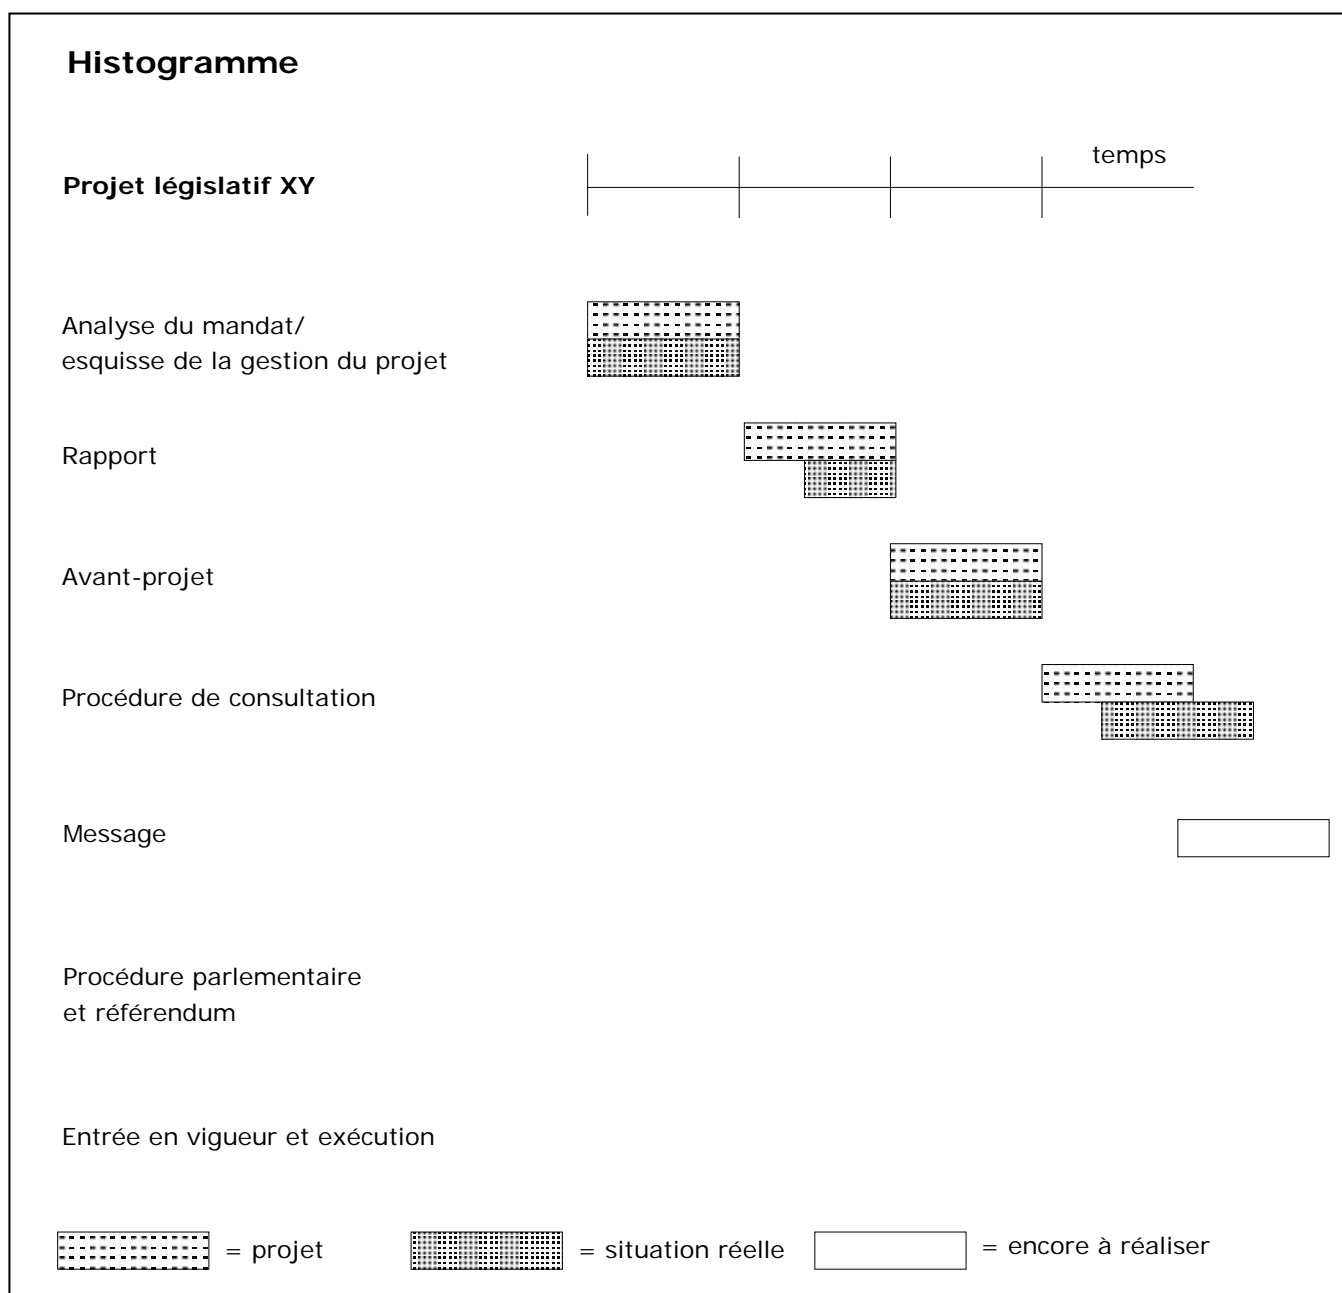 Histogramme
temps
Projet législatif XY
Analyse du mandat/
esquisse de la gestion du projet
Rapport
Avant-projet
Procédure de consultation
Message
Procédure parlementaire
et référendum
Entrée en vigueur et exécution
= projet
= situation réelle
= encore à réaliser